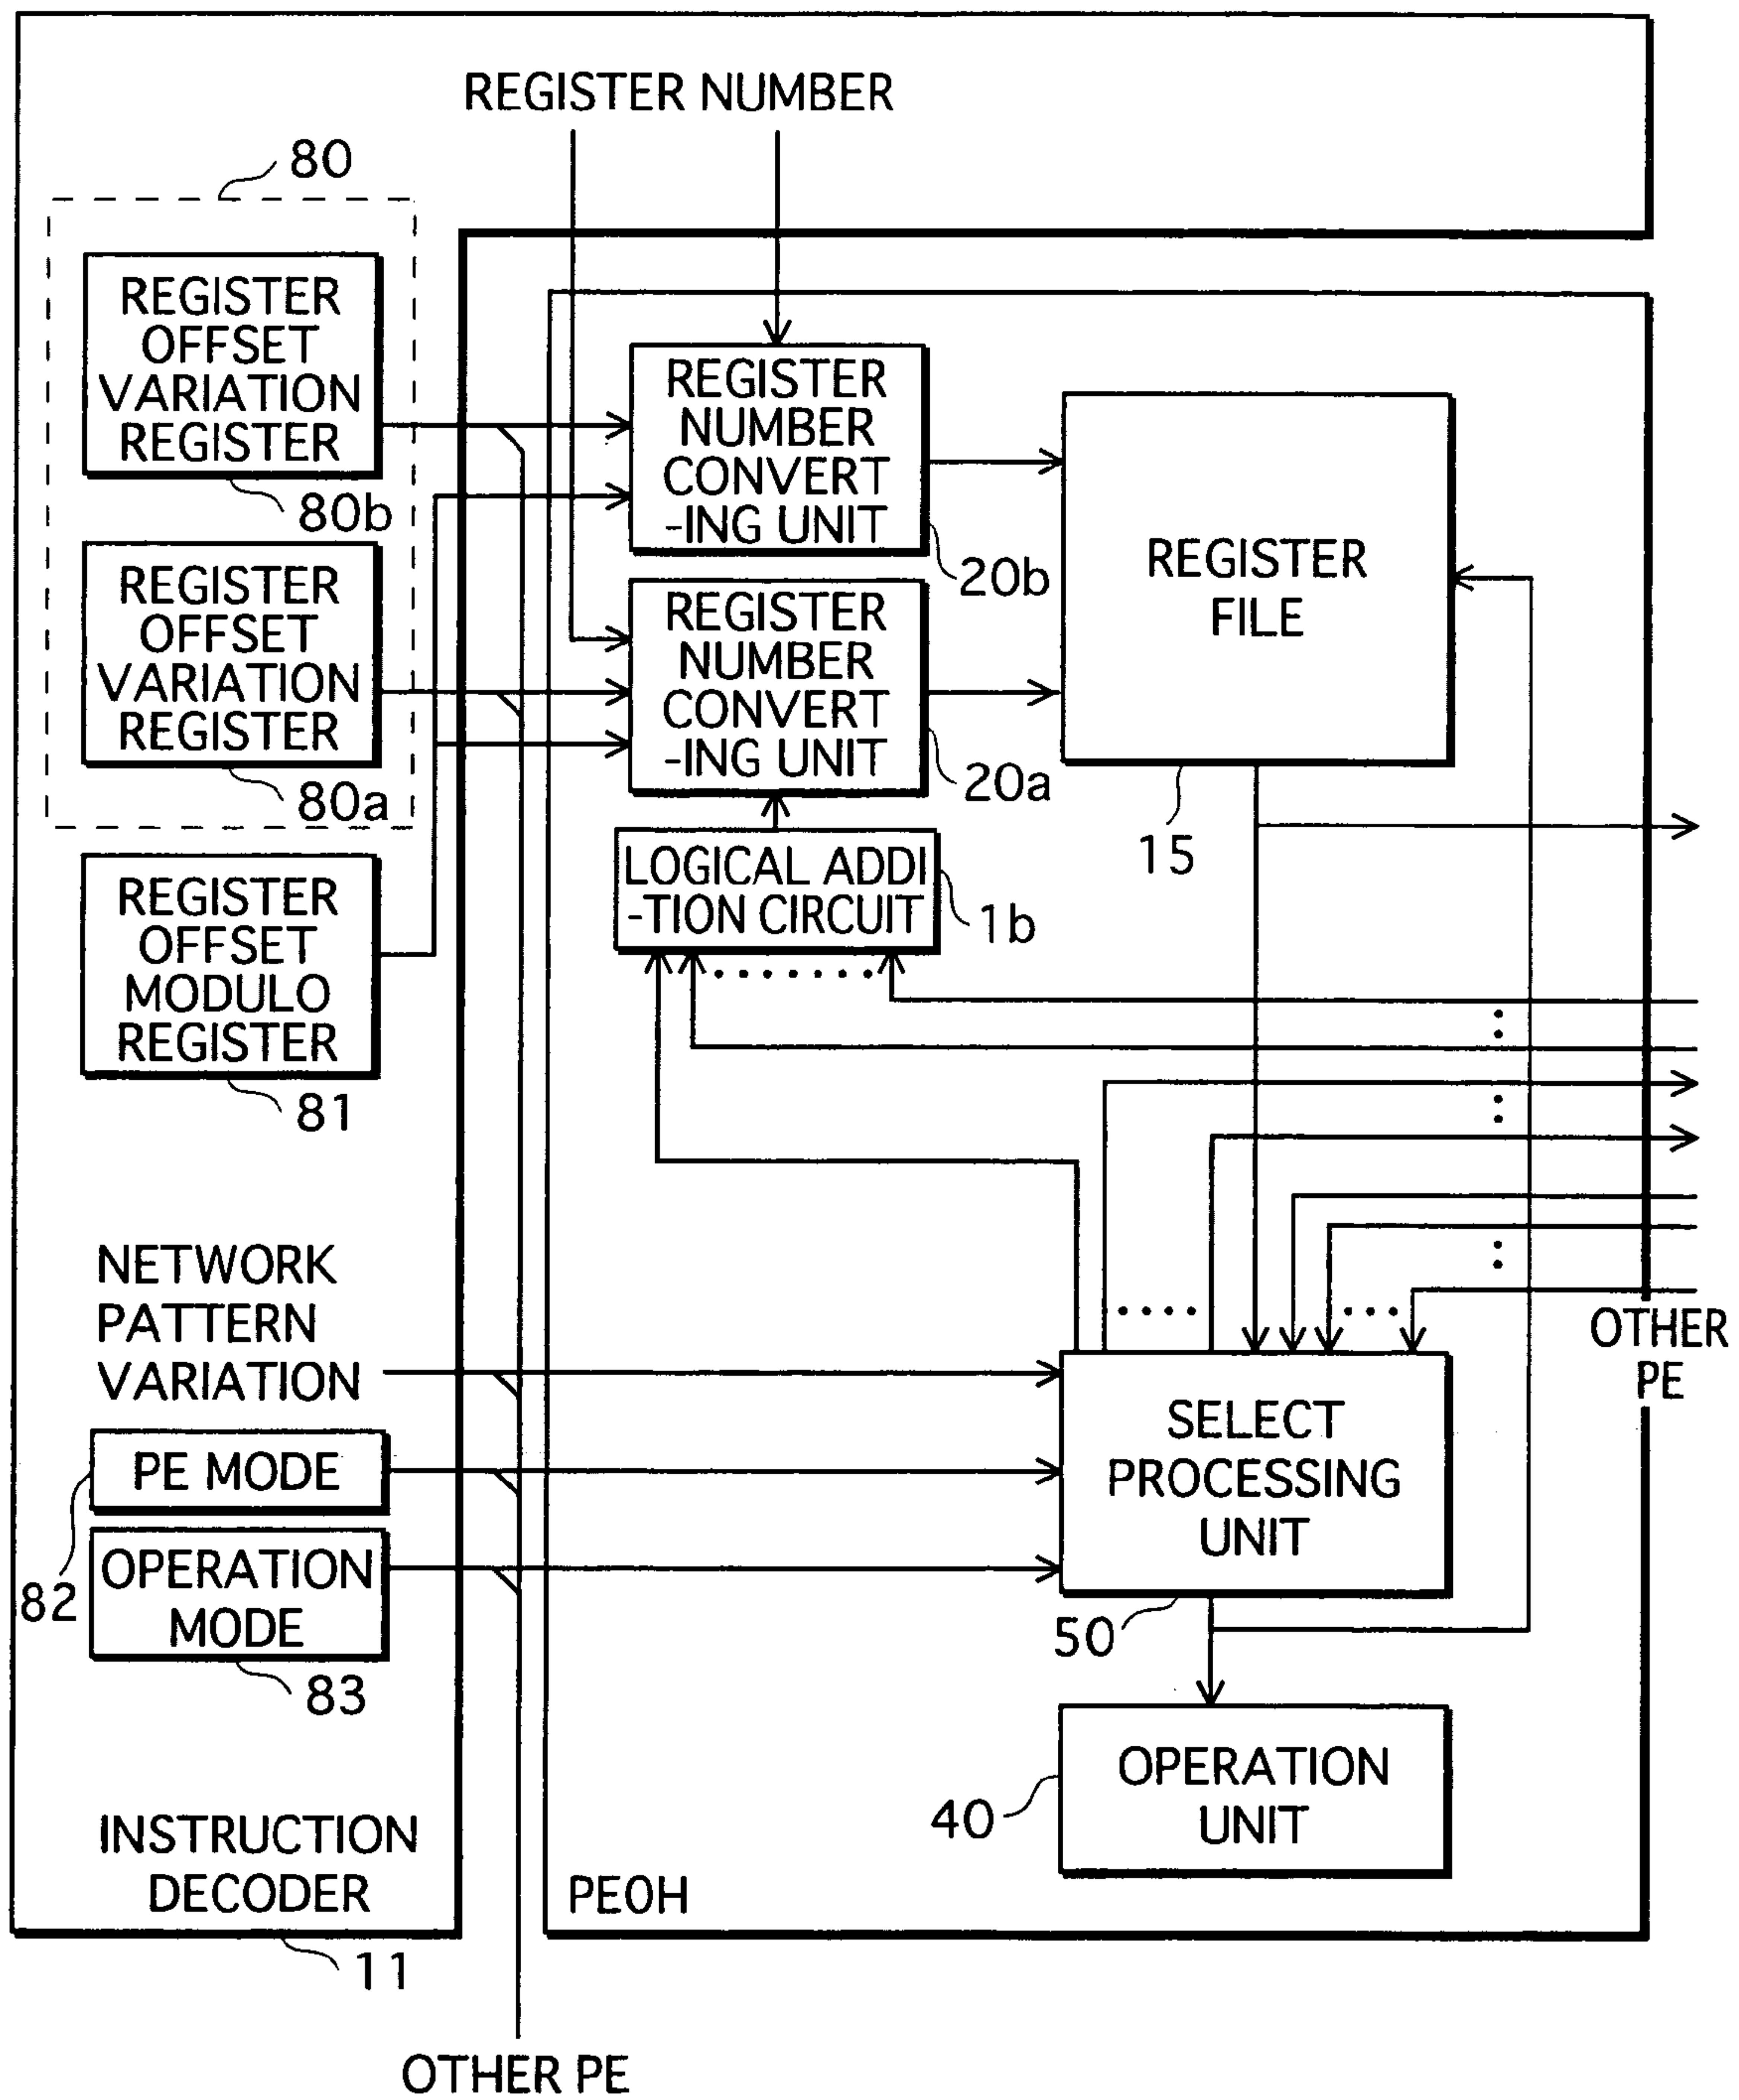 REGISTER NUMBER
80
REGISTER
OFFSET
VARIATION
REGISTER
80b
REGISTER
OFFSET
VARIATION
REGISTER
80a
REGISTER
OFFSET
MODULO
REGISTER
81
REGISTER
NUMBER
CONVERT
-ING UNIT
20b
REGISTER
NUMBER
CONVERT
-ING UNIT
20a
REGISTER
FILE
15
LOGICAL ADDI
-TION CIRCUIT
1b
NETWORK
PATTERN
VARIATION
PE MODE
82
OPERATION
MODE
83
OTHER
PE
SELECT
PROCESSING
UNIT
50
OPERATION
UNIT
40
INSTRUCTION
DECODER
11
PE0H
OTHER PE